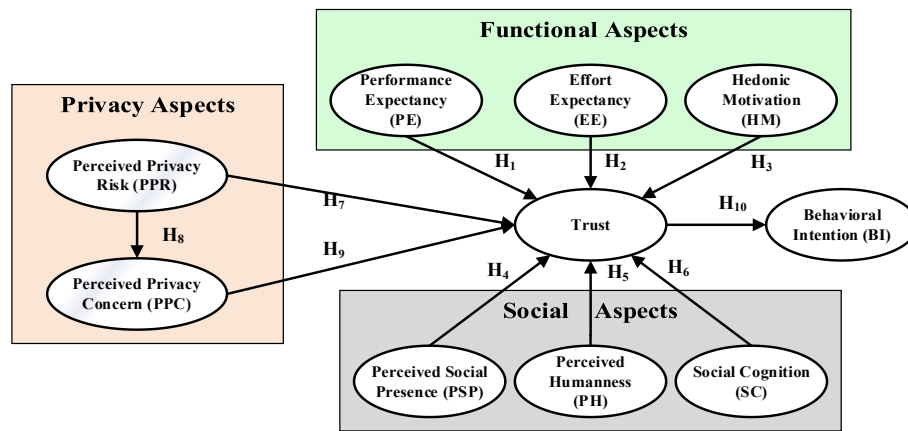 Functional Aspects
Performance
Expectancy
(PE)
Effort
Expectancy
(EE)
Hedonic
Motivation
(HM)
Privacy Aspects
Perceived Privacy
Risk (PPR)
Perceived Privacy
Concern (PPC)
H1
H2
H3
H7
H8
H9
Trust
H10
Behavioral
Intention (BI)
H4
H5
H6
Social Aspects
Perceived Social
Presence (PSP)
Perceived
Humanness
(PH)
Social Cognition
(SC)